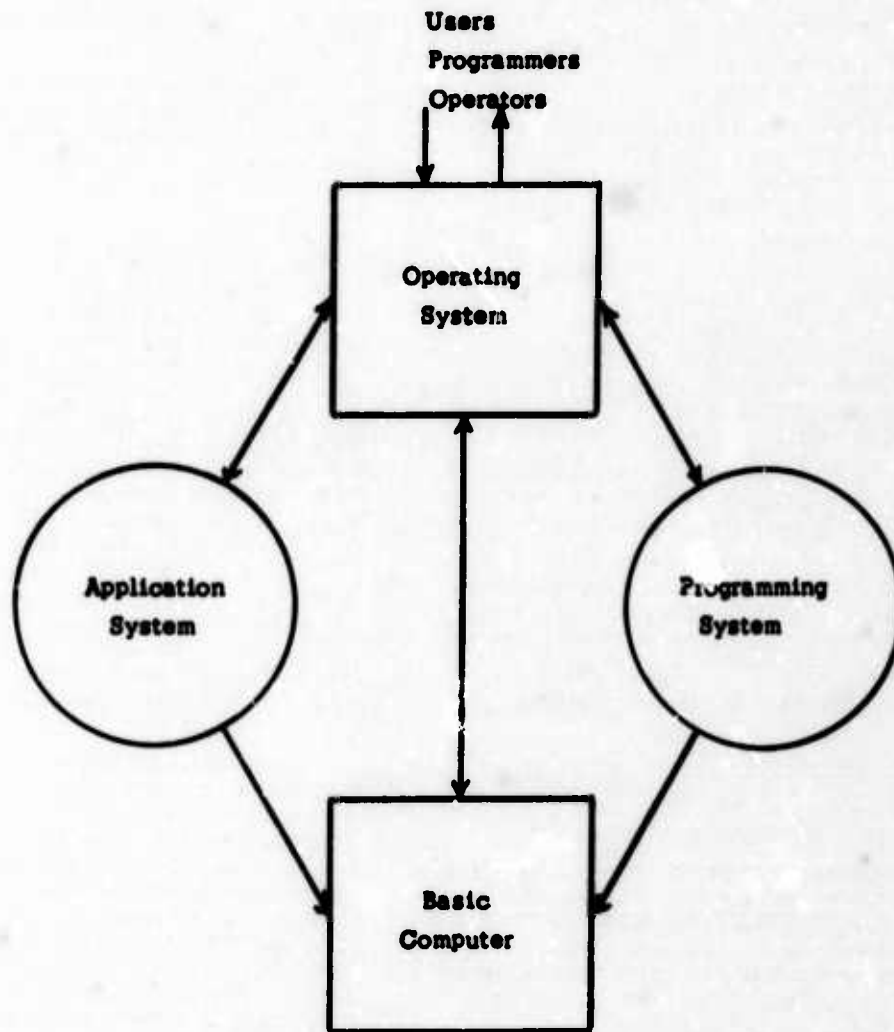 Users
Programmers
Operators
Operating
System
Application
System
Programming
System
Basic
Computer